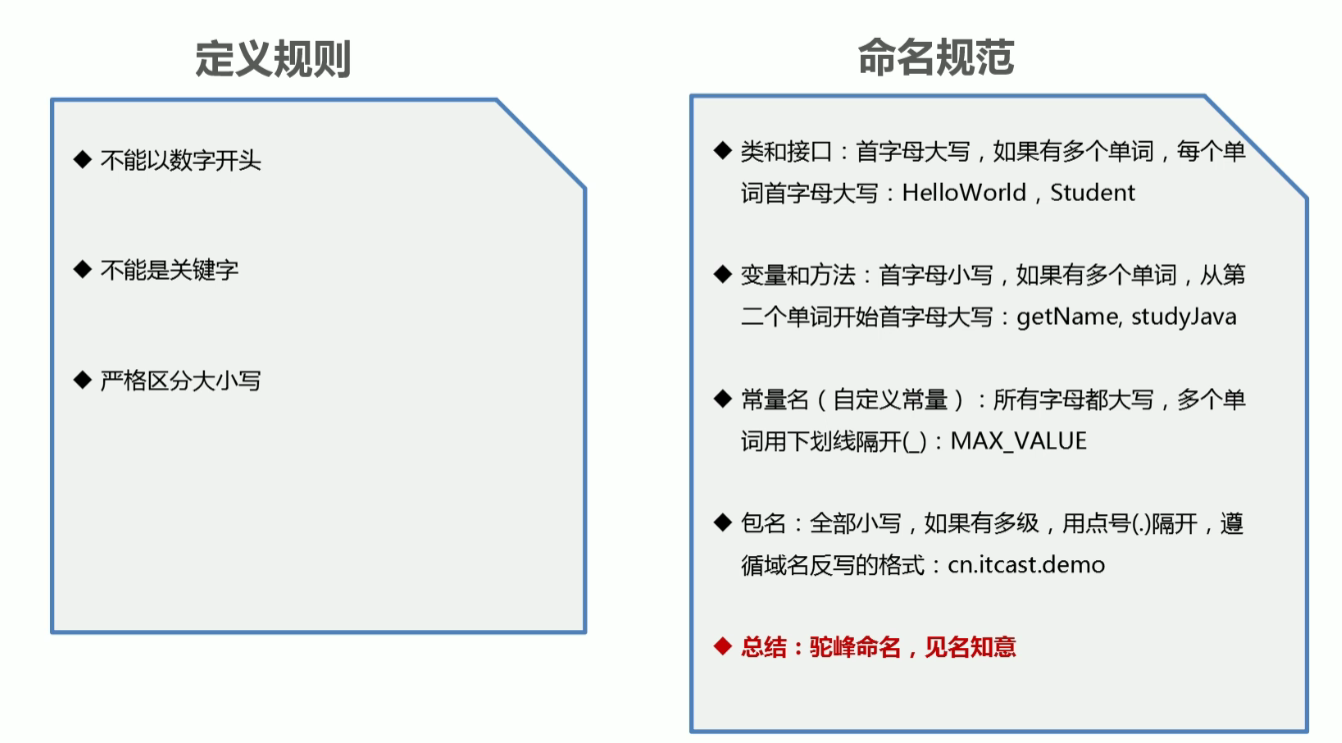 定义规则
◆ 不能以数字开头
◆ 不能是关键字
◆ 严格区分大小写
命名规范
◆ 类和接口：首字母大写，如果有多个单词，每个单
词首字母大写：HelloWorld，Student
◆ 变量和方法：首字母小写，如果有多个单词，从第
二个单词开始首字母大写：getName, studyJava
◆ 常量名（自定义常量）：所有字母都大写，多个单
词用下划线隔开(_)：MAX_VALUE
◆ 包名：全部小写，如果有多级，用点号(.)隔开，遵
循域名反写的格式：cn.itcast.demo
◆ 总结：驼峰命名，见名知意